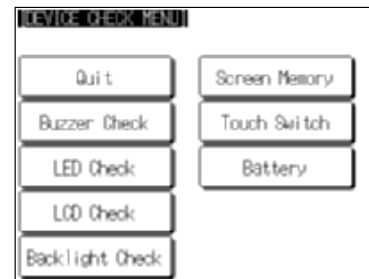 [DEVICE CHECK MENU]
Quit
Screen Memory
Buzzer Check
Touch Switch
LED Check
Battery
LCD Check
Backlight Check